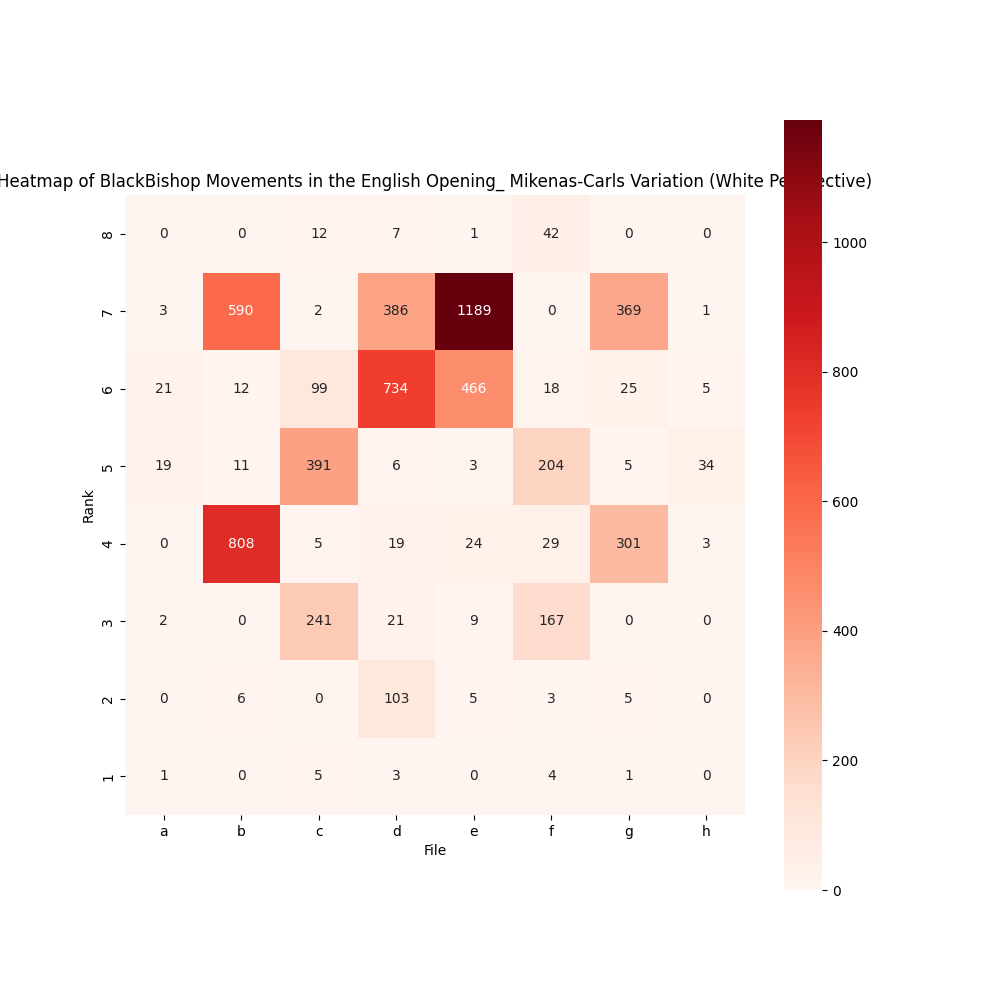 Heatmap of BlackBishop Movements in the English Opening_ Mikenas-Carls Variation (White Pe ective)
8 0 0 12 7 1 42 0 0
7 3 590 2 386 1189 0 369 1
6 21 12 99 734 466 18 25 5
5 19 11 391 6 3 204 5 34
4 0 808 5 19 24 29 301 3
3 2 0 241 21 9 167 0 0
2 0 6 0 103 5 3 5 0
1 1 0 5 3 0 4 1 0
a b c d e f g h
File
Rank
1000
800
600
400
200
0